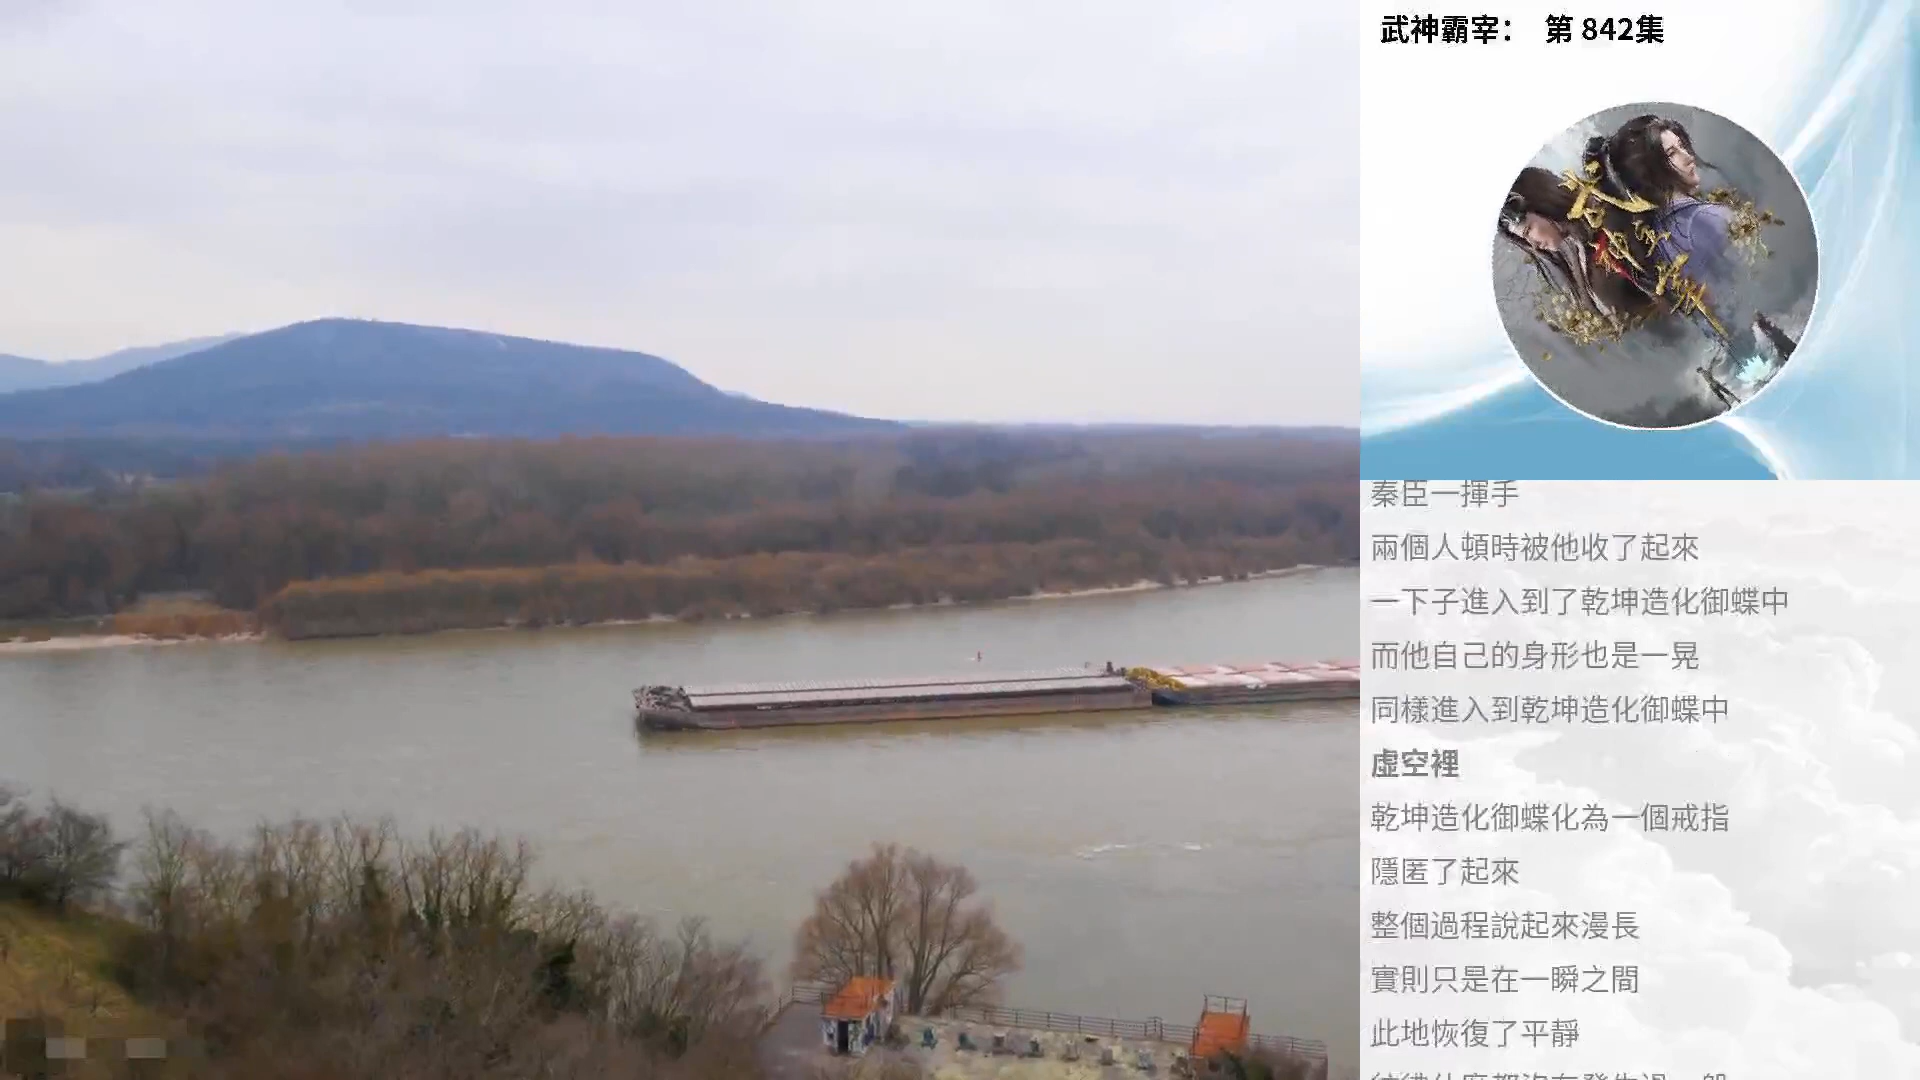 武神霸宰： 第 842集
秦臣一揮手
兩個人頓時被他收了起來
一下子進入到了乾坤造化御蝶中
而他自己的身形也是一晃
同樣進入到乾坤造化御蝶中
虛空裡
乾坤造化御蝶化為一個戒指
隱匿了起來
整個過程說起來漫長
實則只是在一瞬之間
此地恢復了平靜